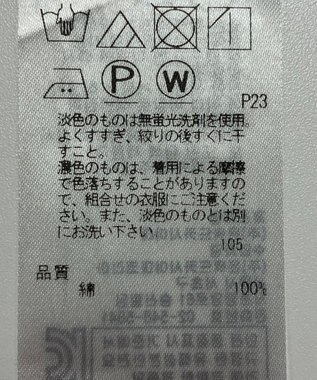 P W
P23
淡色のものは無蛍光洗剤を使用。
よくすすぎ、絞りの後すぐに干
すこと。
濃色のものは、着用による摩擦
で色落ちすることがありますの
で、組合せの衣服にご注意くだ
さい。また、淡色のものとは別
にお洗い下さい。
105
品質
綿 100%